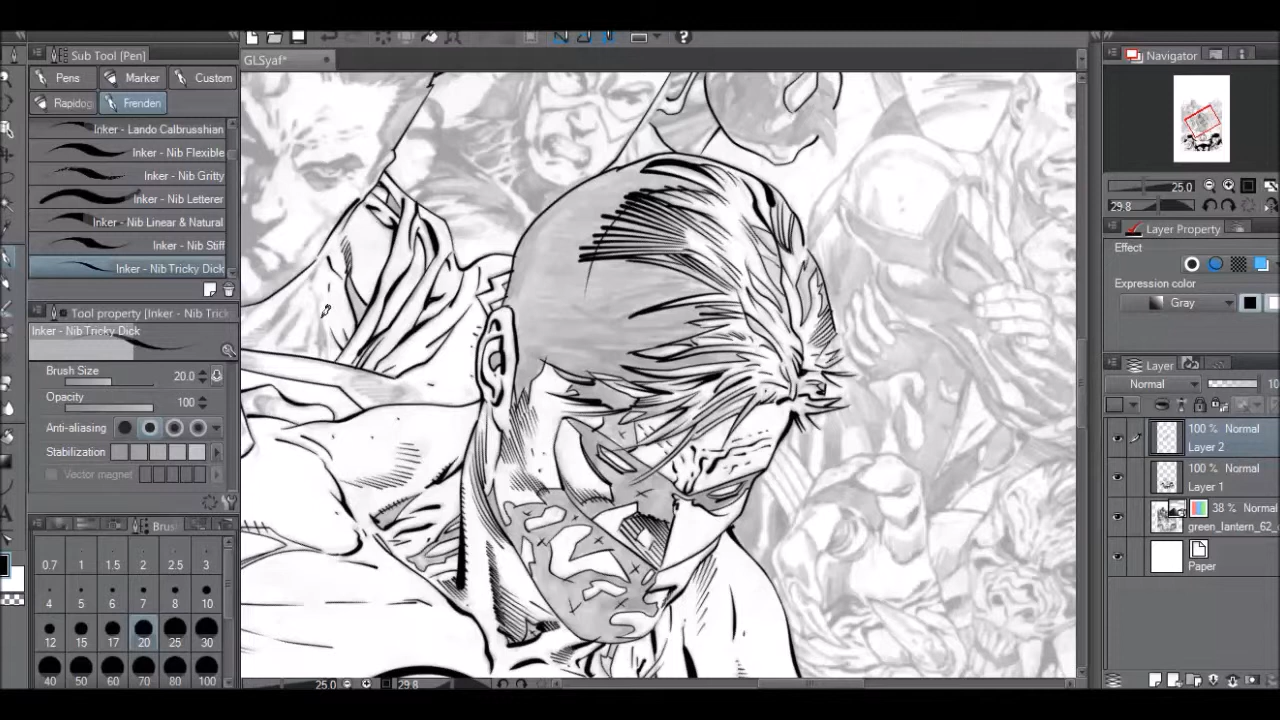 Sub Tool [Pen]
Pens
Marker
Custom
Rapidog
Frenden
Inker - Lando Calbrusshian
Inker - Nib Flexible
Inker - Nib Gritty
Inker - Nib Letterer
Inker - Nib Linear & Natural
Inker - Nib Stiff
Inker - Nib Tricky Dick
Tool property [Inker - Nib Trick
Inker - Nib Tricky Dick
Brush Size 20.0
Opacity 100
Anti-aliasing
Stabilization
Vector magnet
Brus
0.7 1 1.5 2 2.5 3
4 5 6 7 8 10
12 15 17 20 25 30
40 50 60 70 80 100
GLSyaf*
25.0 29.8
Navigator
25.0
29.8
Layer Property
Effect
Expression color
Gray
Layer
Normal
100 % Normal
Layer 2
100 % Normal
Layer 1
38 % Normal
green_lantern_62_
Paper